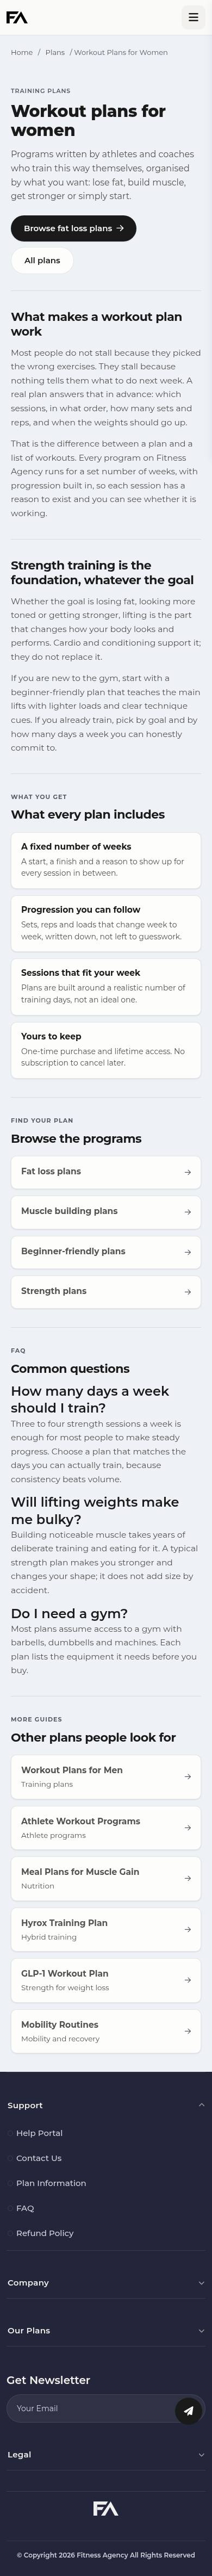 FA
Home / Plans / Workout Plans for Women
TRAINING PLANS
Workout plans for
women
Programs written by athletes and coaches
who train this way themselves, organised
by what you want: lose fat, build muscle,
get stronger or simply start.
Browse fat loss plans →
All plans
What makes a workout plan
work
Most people do not stall because they picked
the wrong exercises. They stall because
nothing tells them what to do next week. A
real plan answers that in advance: which
sessions, in what order, how many sets and
reps, and when the weights should go up.
That is the difference between a plan and a
list of workouts. Every program on Fitness
Agency runs for a set number of weeks, with
progression built in, so each session has a
reason to exist and you can see whether it is
working.
Strength training is the
foundation, whatever the goal
Whether the goal is losing fat, looking more
toned or getting stronger, lifting is the part
that changes how your body looks and
performs. Cardio and conditioning support it;
they do not replace it.
If you are new to the gym, start with a
beginner-friendly plan that teaches the main
lifts with lighter loads and clear technique
cues. If you already train, pick by goal and by
how many days a week you can honestly
commit to.
WHAT YOU GET
What every plan includes
A fixed number of weeks
A start, a finish and a reason to show up for
every session in between.
Progression you can follow
Sets, reps and loads that change week to
week, written down, not left to guesswork.
Sessions that fit your week
Plans are built around a realistic number of
training days, not an ideal one.
Yours to keep
One-time purchase and lifetime access. No
subscription to cancel later.
FIND YOUR PLAN
Browse the programs
Fat loss plans →
Muscle building plans →
Beginner-friendly plans →
Strength plans →
FAQ
Common questions
How many days a week
should I train?
Three to four strength sessions a week is
enough for most people to make steady
progress. Choose a plan that matches the
days you can actually train, because
consistency beats volume.
Will lifting weights make
me bulky?
Building noticeable muscle takes years of
deliberate training and eating for it. A typical
strength plan makes you stronger and
changes your shape; it does not add size by
accident.
Do I need a gym?
Most plans assume access to a gym with
barbells, dumbbells and machines. Each
plan lists the equipment it needs before you
buy.
MORE GUIDES
Other plans people look for
Workout Plans for Men →
Training plans
Athlete Workout Programs →
Athlete programs
Meal Plans for Muscle Gain →
Nutrition
Hyrox Training Plan →
Hybrid training
GLP-1 Workout Plan →
Strength for weight loss
Mobility Routines →
Mobility and recovery
Support
Help Portal
Contact Us
Plan Information
FAQ
Refund Policy
Company
Our Plans
Get Newsletter
Your Email
Legal
FA
© Copyright 2026 Fitness Agency All Rights Reserved